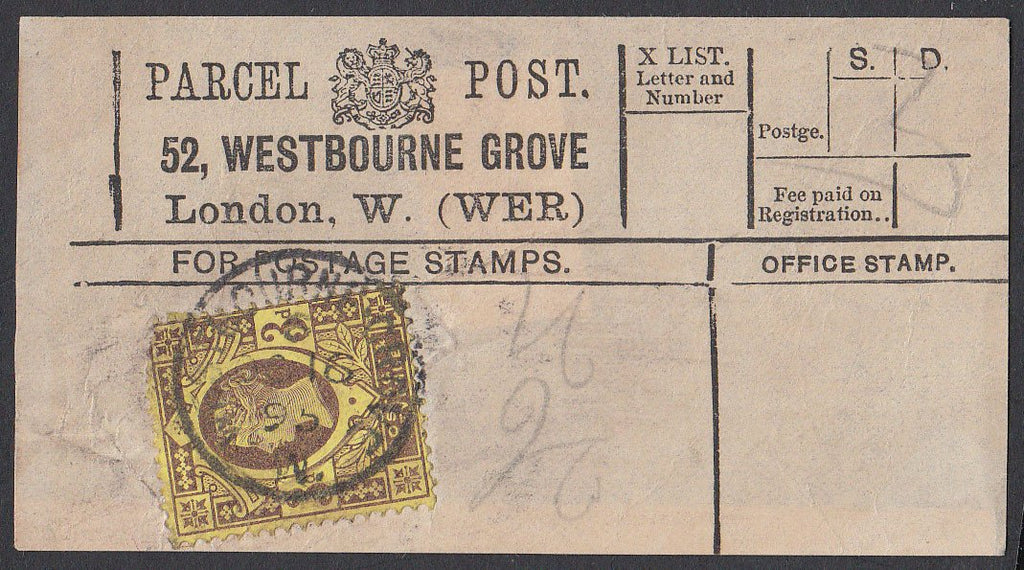 PARCEL POST.
52, WESTBOURNE GROVE
London, W. (WER)
X LIST.
Letter and
Number
S. D.
Postge.
Fee paid on
Registration..
FOR POSTAGE STAMPS.
OFFICE STAMP.